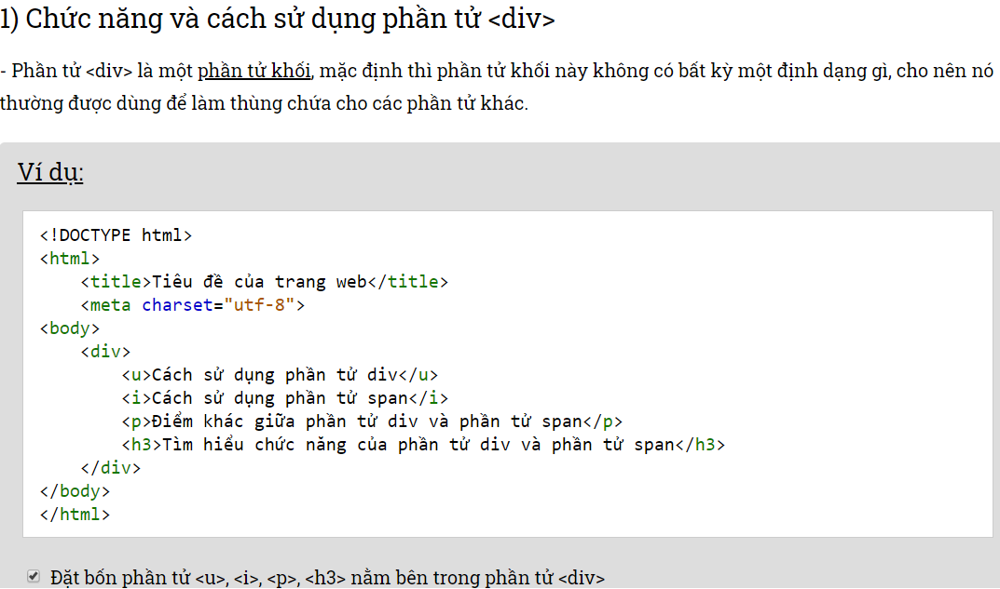 1) Chức năng và cách sử dụng phần tử <div>
- Phần tử <div> là một phần tử khối, mặc định thì phần tử khối này không có bất kỳ một định dạng gì, cho nên nó
thường được dùng để làm thùng chứa cho các phần tử khác.
Ví dụ:
<!DOCTYPE html>
<html>
    <title>Tiêu đề của trang web</title>
    <meta charset="utf-8">
<body>
    <div>
        <u>Cách sử dụng phần tử div</u>
        <i>Cách sử dụng phần tử span</i>
        <p>Điểm khác giữa phần tử div và phần tử span</p>
        <h3>Tìm hiểu chức năng của phần tử div và phần tử span</h3>
    </div>
</body>
</html>
Đặt bốn phần tử <u>, <i>, <p>, <h3> nằm bên trong phần tử <div>